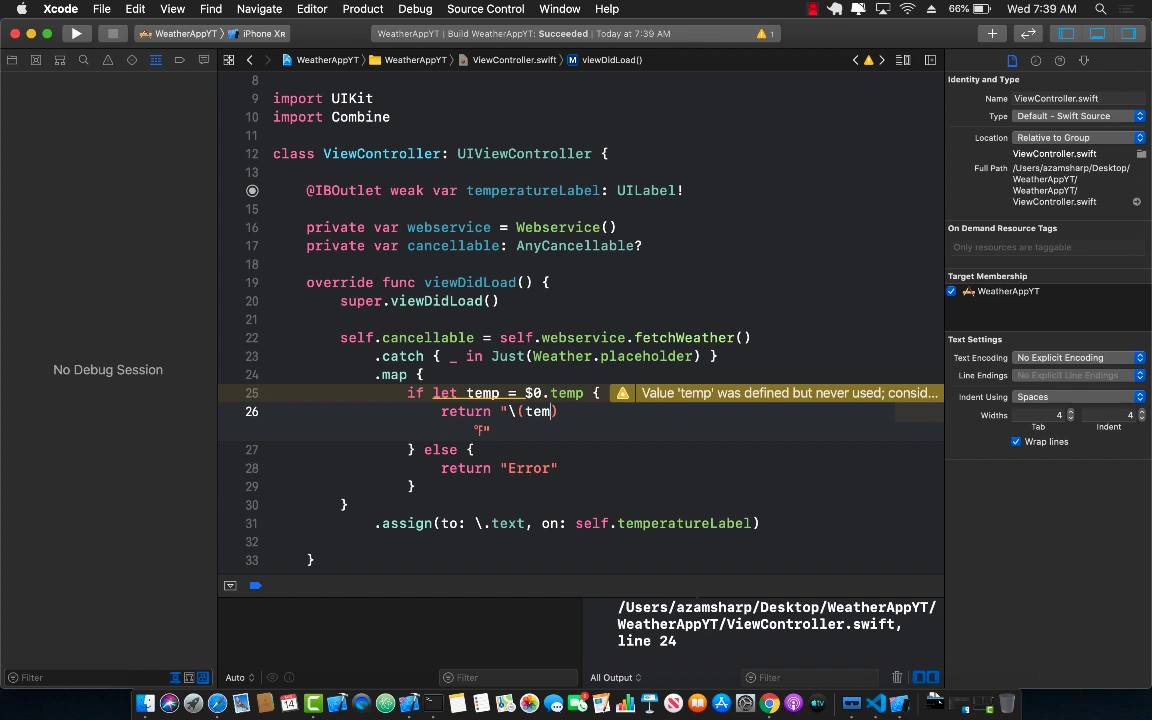 Xcode File Edit View Find Navigate Editor Product Debug Source Control Window Help 66% Wed 7:39 AM
WeatherAppYT iPhone XR WeatherAppYT | Build WeatherAppYT: Succeeded | Today at 7:39 AM 1
WeatherAppYT WeatherAppYT ViewController.swift M viewDidLoad()
Identity and Type
Name ViewController.swift
Type Default - Swift Source
Location Relative to Group
ViewController.swift
Full Path /Users/azamsharp/Desktop/
WeatherAppYT/
WeatherAppYT/
ViewController.swift
On Demand Resource Tags
Only resources are taggable
Target Membership
WeatherAppYT
Text Settings
Text Encoding No Explicit Encoding
Line Endings No Explicit Line Endings
Indent Using Spaces
Widths 4 4
Tab Indent
Wrap lines
No Debug Session
8
9 import UIKit
10 import Combine
11
12 class ViewController: UIViewController {
13
@IBOutlet weak var temperatureLabel: UILabel!
15
16 private var webservice = Webservice()
17 private var cancellable: AnyCancellable?
18
19 override func viewDidLoad() {
20 super.viewDidLoad()
21
22 self.cancellable = self.webservice.fetchWeather()
23 .catch { _ in Just(Weather.placeholder) }
24 .map {
25 if let temp = $0.temp { Value 'temp' was defined but never used; consid...
26 return "\(tem)
℉"
27 } else {
28 return "Error"
29 }
30 }
31 .assign(to: \.text, on: self.temperatureLabel)
32
33 }
/Users/azamsharp/Desktop/WeatherAppYT/
WeatherAppYT/ViewController.swift,
line 24
Filter Auto Filter All Output Filter